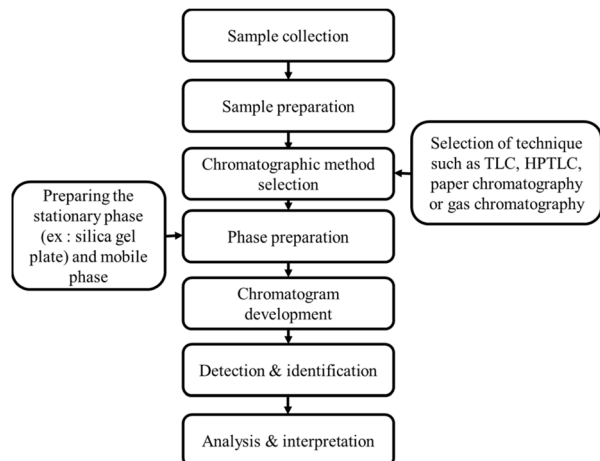 Sample collection
Sample preparation
Chromatographic method
selection
Selection of technique
such as TLC, HPTLC,
paper chromatography
or gas chromatography
Preparing the
stationary phase
(ex : silica gel
plate) and mobile
phase
Phase preparation
Chromatogram
development
Detection & identification
Analysis & interpretation